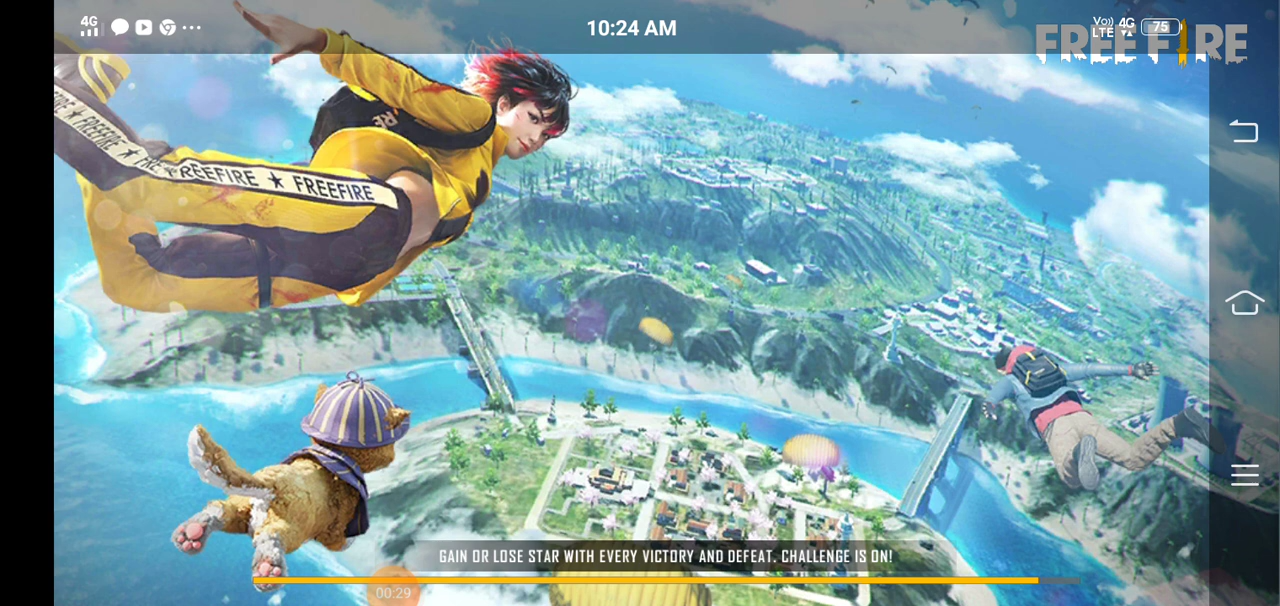 4G
10:24 AM
Vo)) 4G
LTE
75
FREE FIRE
FREEFIRE ★ FREEFIRE
GAIN OR LOSE STAR WITH EVERY VICTORY AND DEFEAT. CHALLENGE IS ON!
00:29